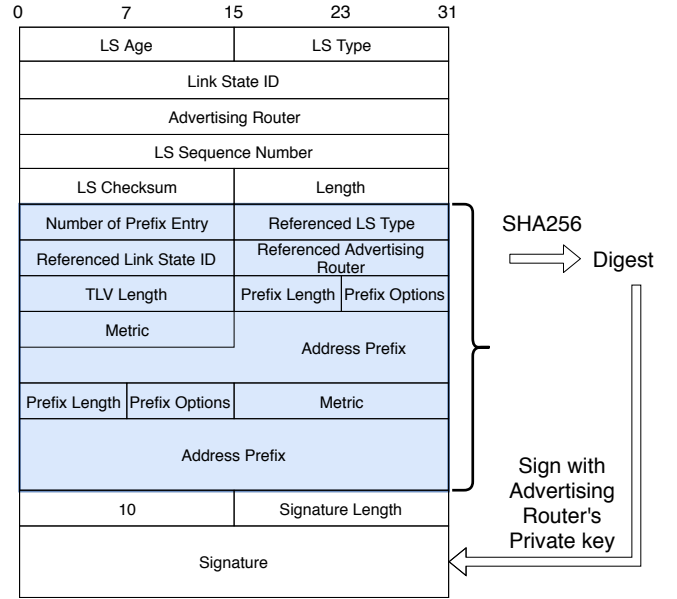 0 7 15 23 31
LS Age LS Type
Link State ID
Advertising Router
LS Sequence Number
LS Checksum Length
Number of Prefix Entry Referenced LS Type
Referenced Link State ID Referenced Advertising
Router
TLV Length Prefix Length Prefix Options
Metric
Address Prefix
Prefix Length Prefix Options Metric
Address Prefix
10 Signature Length
Signature
SHA256
Digest
Sign with
Advertising
Router's
Private key